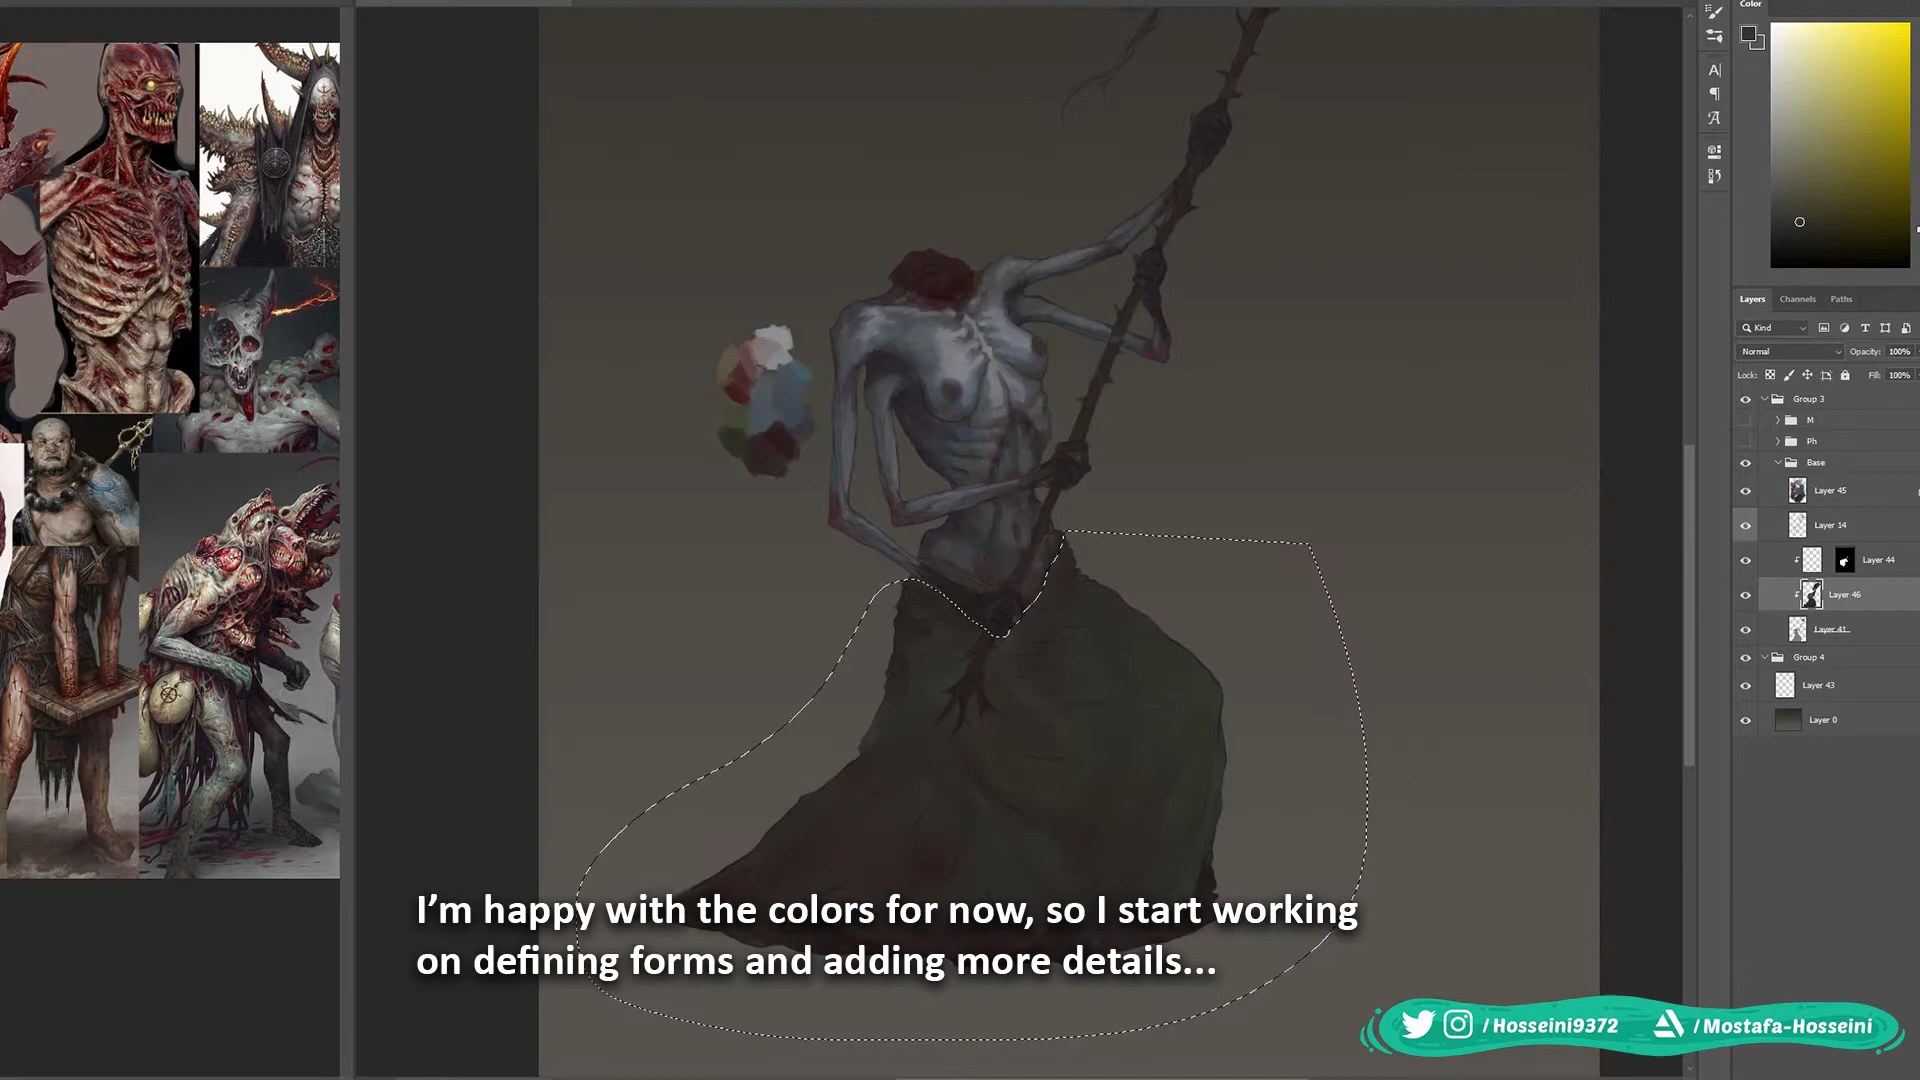 Color
Layers Channels Paths
Kind
Normal Opacity: 100%
Lock: Fill: 100%
Group 3
M
Ph
Base
Layer 45
Layer 14
Layer 44
Layer 46
Layer 41
Group 4
Layer 43
Layer 0
I'm happy with the colors for now, so I start working
on defining forms and adding more details...
/Hosseini9372 /Mostafa-Hosseini